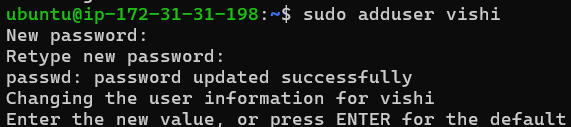 ubuntu@ip-172-31-31-198:~$ sudo adduser vishi
New password:
Retype new password:
passwd: password updated successfully
Changing the user information for vishi
Enter the new value, or press ENTER for the default